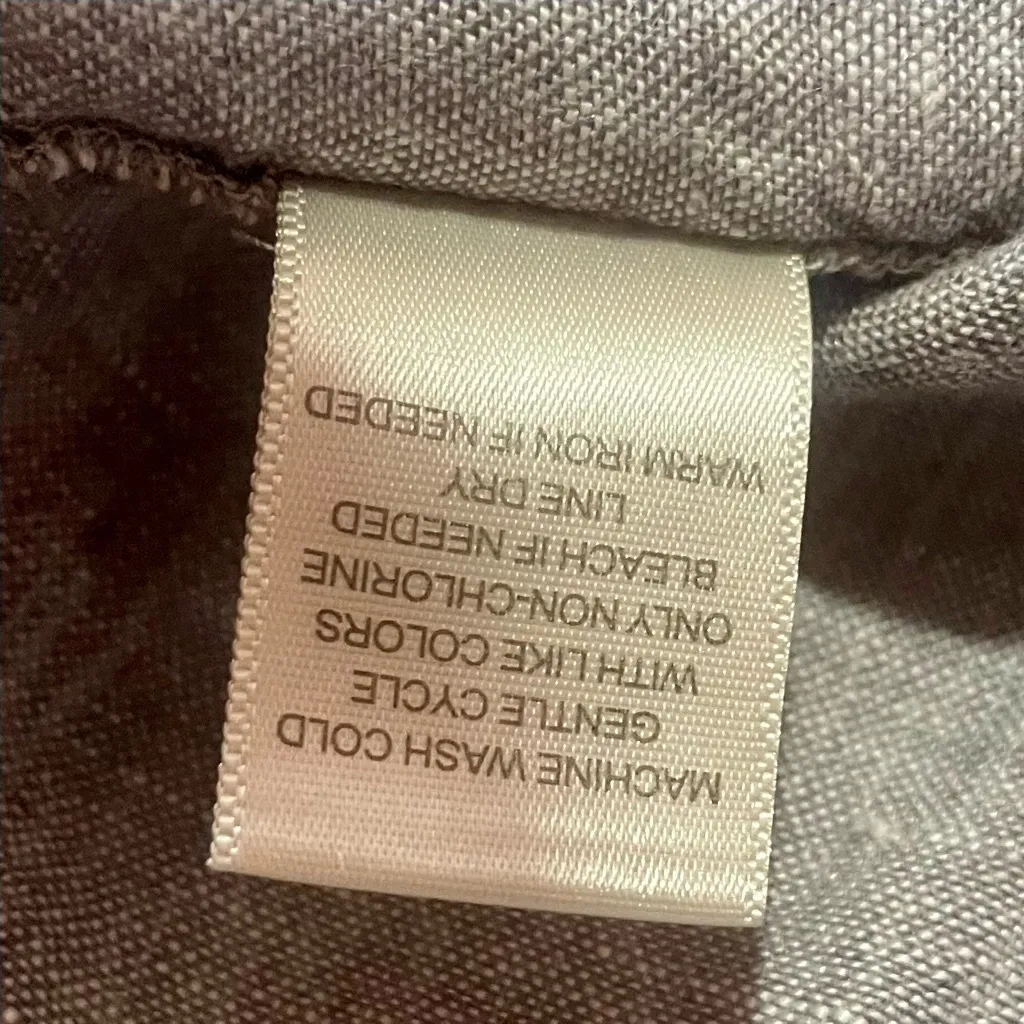 MACHINE WASH COLD
GENTLE CYCLE
WITH LIKE COLORS
ONLY NON-CHLORINE
BLEACH IF NEEDED
LINE DRY
WARM IRON IF NEEDED